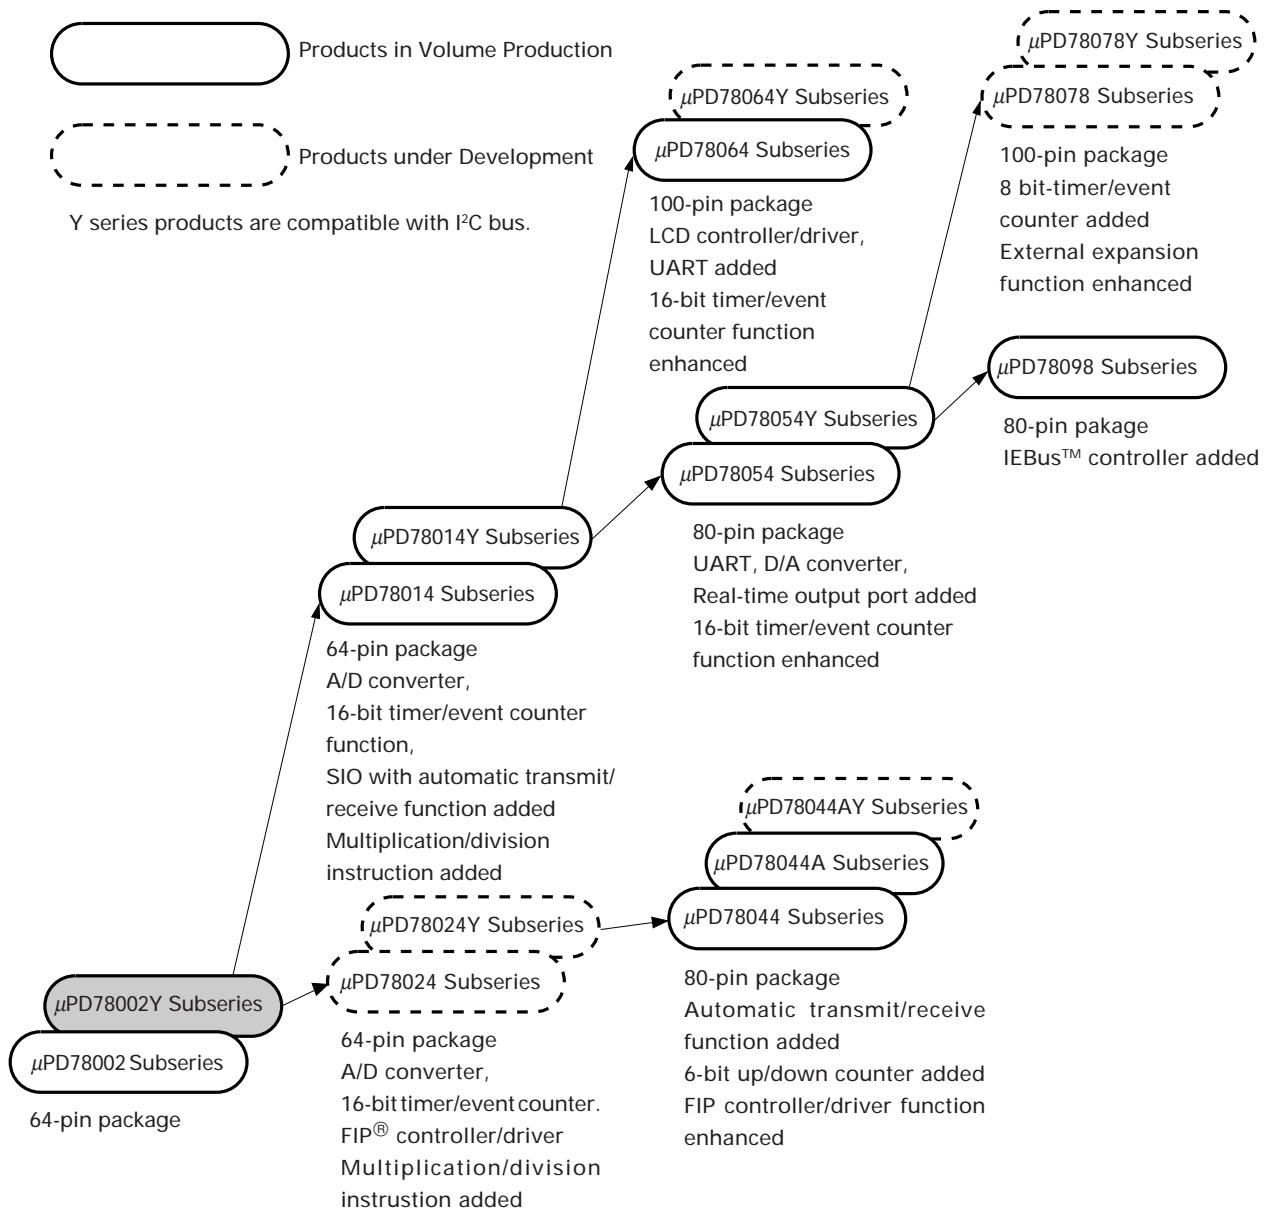 Products in Volume Production
Products under Development
Y series products are compatible with I²C bus.
μPD78078Y Subseries
μPD78078 Subseries
100-pin package
8 bit-timer/event
counter added
External expansion
function enhanced
μPD78064Y Subseries
μPD78064 Subseries
100-pin package
LCD controller/driver,
UART added
16-bit timer/event
counter function
enhanced
μPD78098 Subseries
80-pin pakage
IEBus™ controller added
μPD78054Y Subseries
μPD78054 Subseries
80-pin package
UART, D/A converter,
Real-time output port added
16-bit timer/event counter
function enhanced
μPD78014Y Subseries
μPD78014 Subseries
64-pin package
A/D converter,
16-bit timer/event counter
function,
SIO with automatic transmit/
receive function added
Multiplication/division
instruction added
μPD78044AY Subseries
μPD78044A Subseries
μPD78044 Subseries
80-pin package
Automatic transmit/receive
function added
6-bit up/down counter added
FIP controller/driver function
enhanced
μPD78024Y Subseries
μPD78024 Subseries
64-pin package
A/D converter,
16-bit timer/event counter.
FIP® controller/driver
Multiplication/division
instrustion added
μPD78002Y Subseries
μPD78002 Subseries
64-pin package